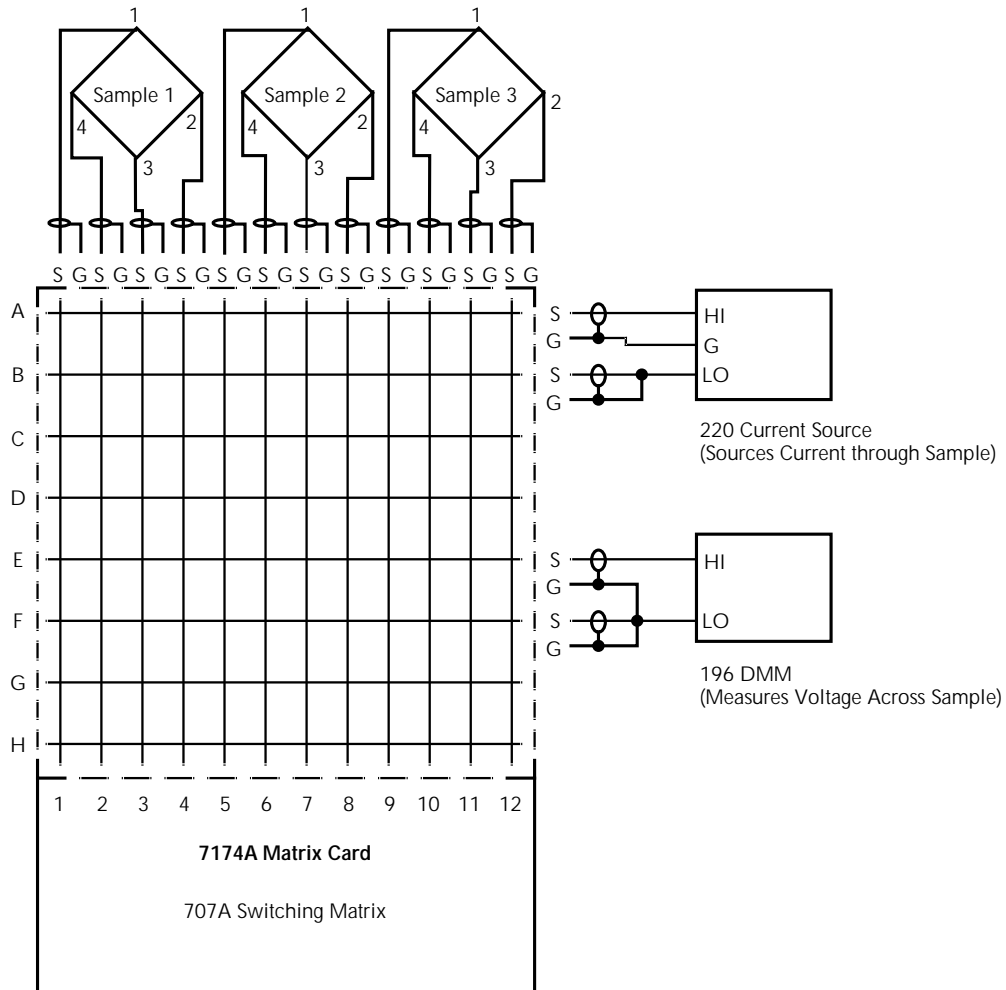 1 1 1
Sample 1 Sample 2 Sample 3
2
4 2 4 2 4
3 3 3
S G S G S G S G S G S G S G S G S G S G S G S G
A S HI
G G
B S LO
G
C
220 Current Source
(Sources Current through Sample)
D
E S HI
G
F S LO
G
G
196 DMM
(Measures Voltage Across Sample)
H
1 2 3 4 5 6 7 8 9 10 11 12
7174A Matrix Card
707A Switching Matrix